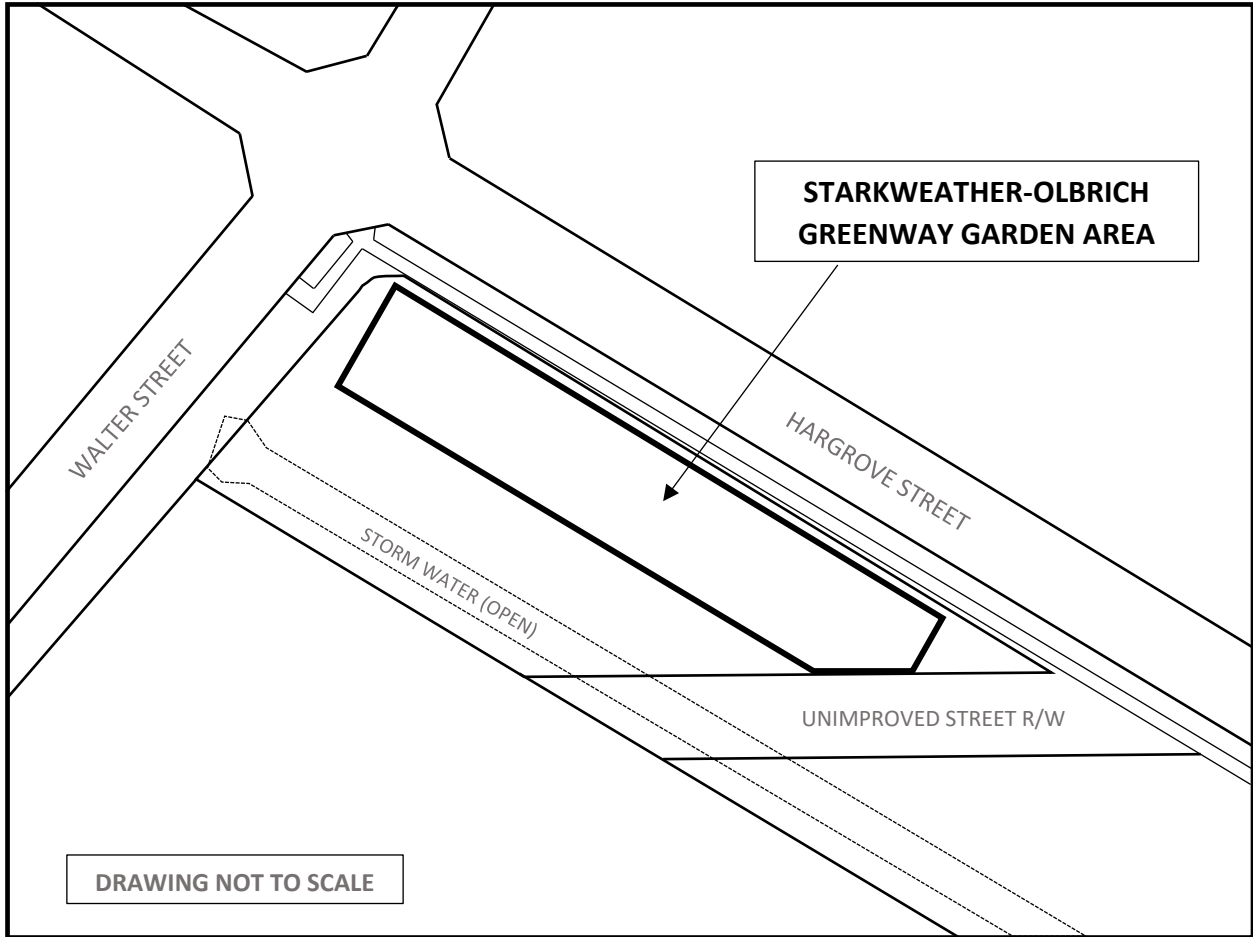 STARKWEATHER-OLBRICH
GREENWAY GARDEN AREA
WALTER STREET
HARGROVE STREET
STORM WATER (OPEN)
UNIMPROVED STREET R/W
DRAWING NOT TO SCALE